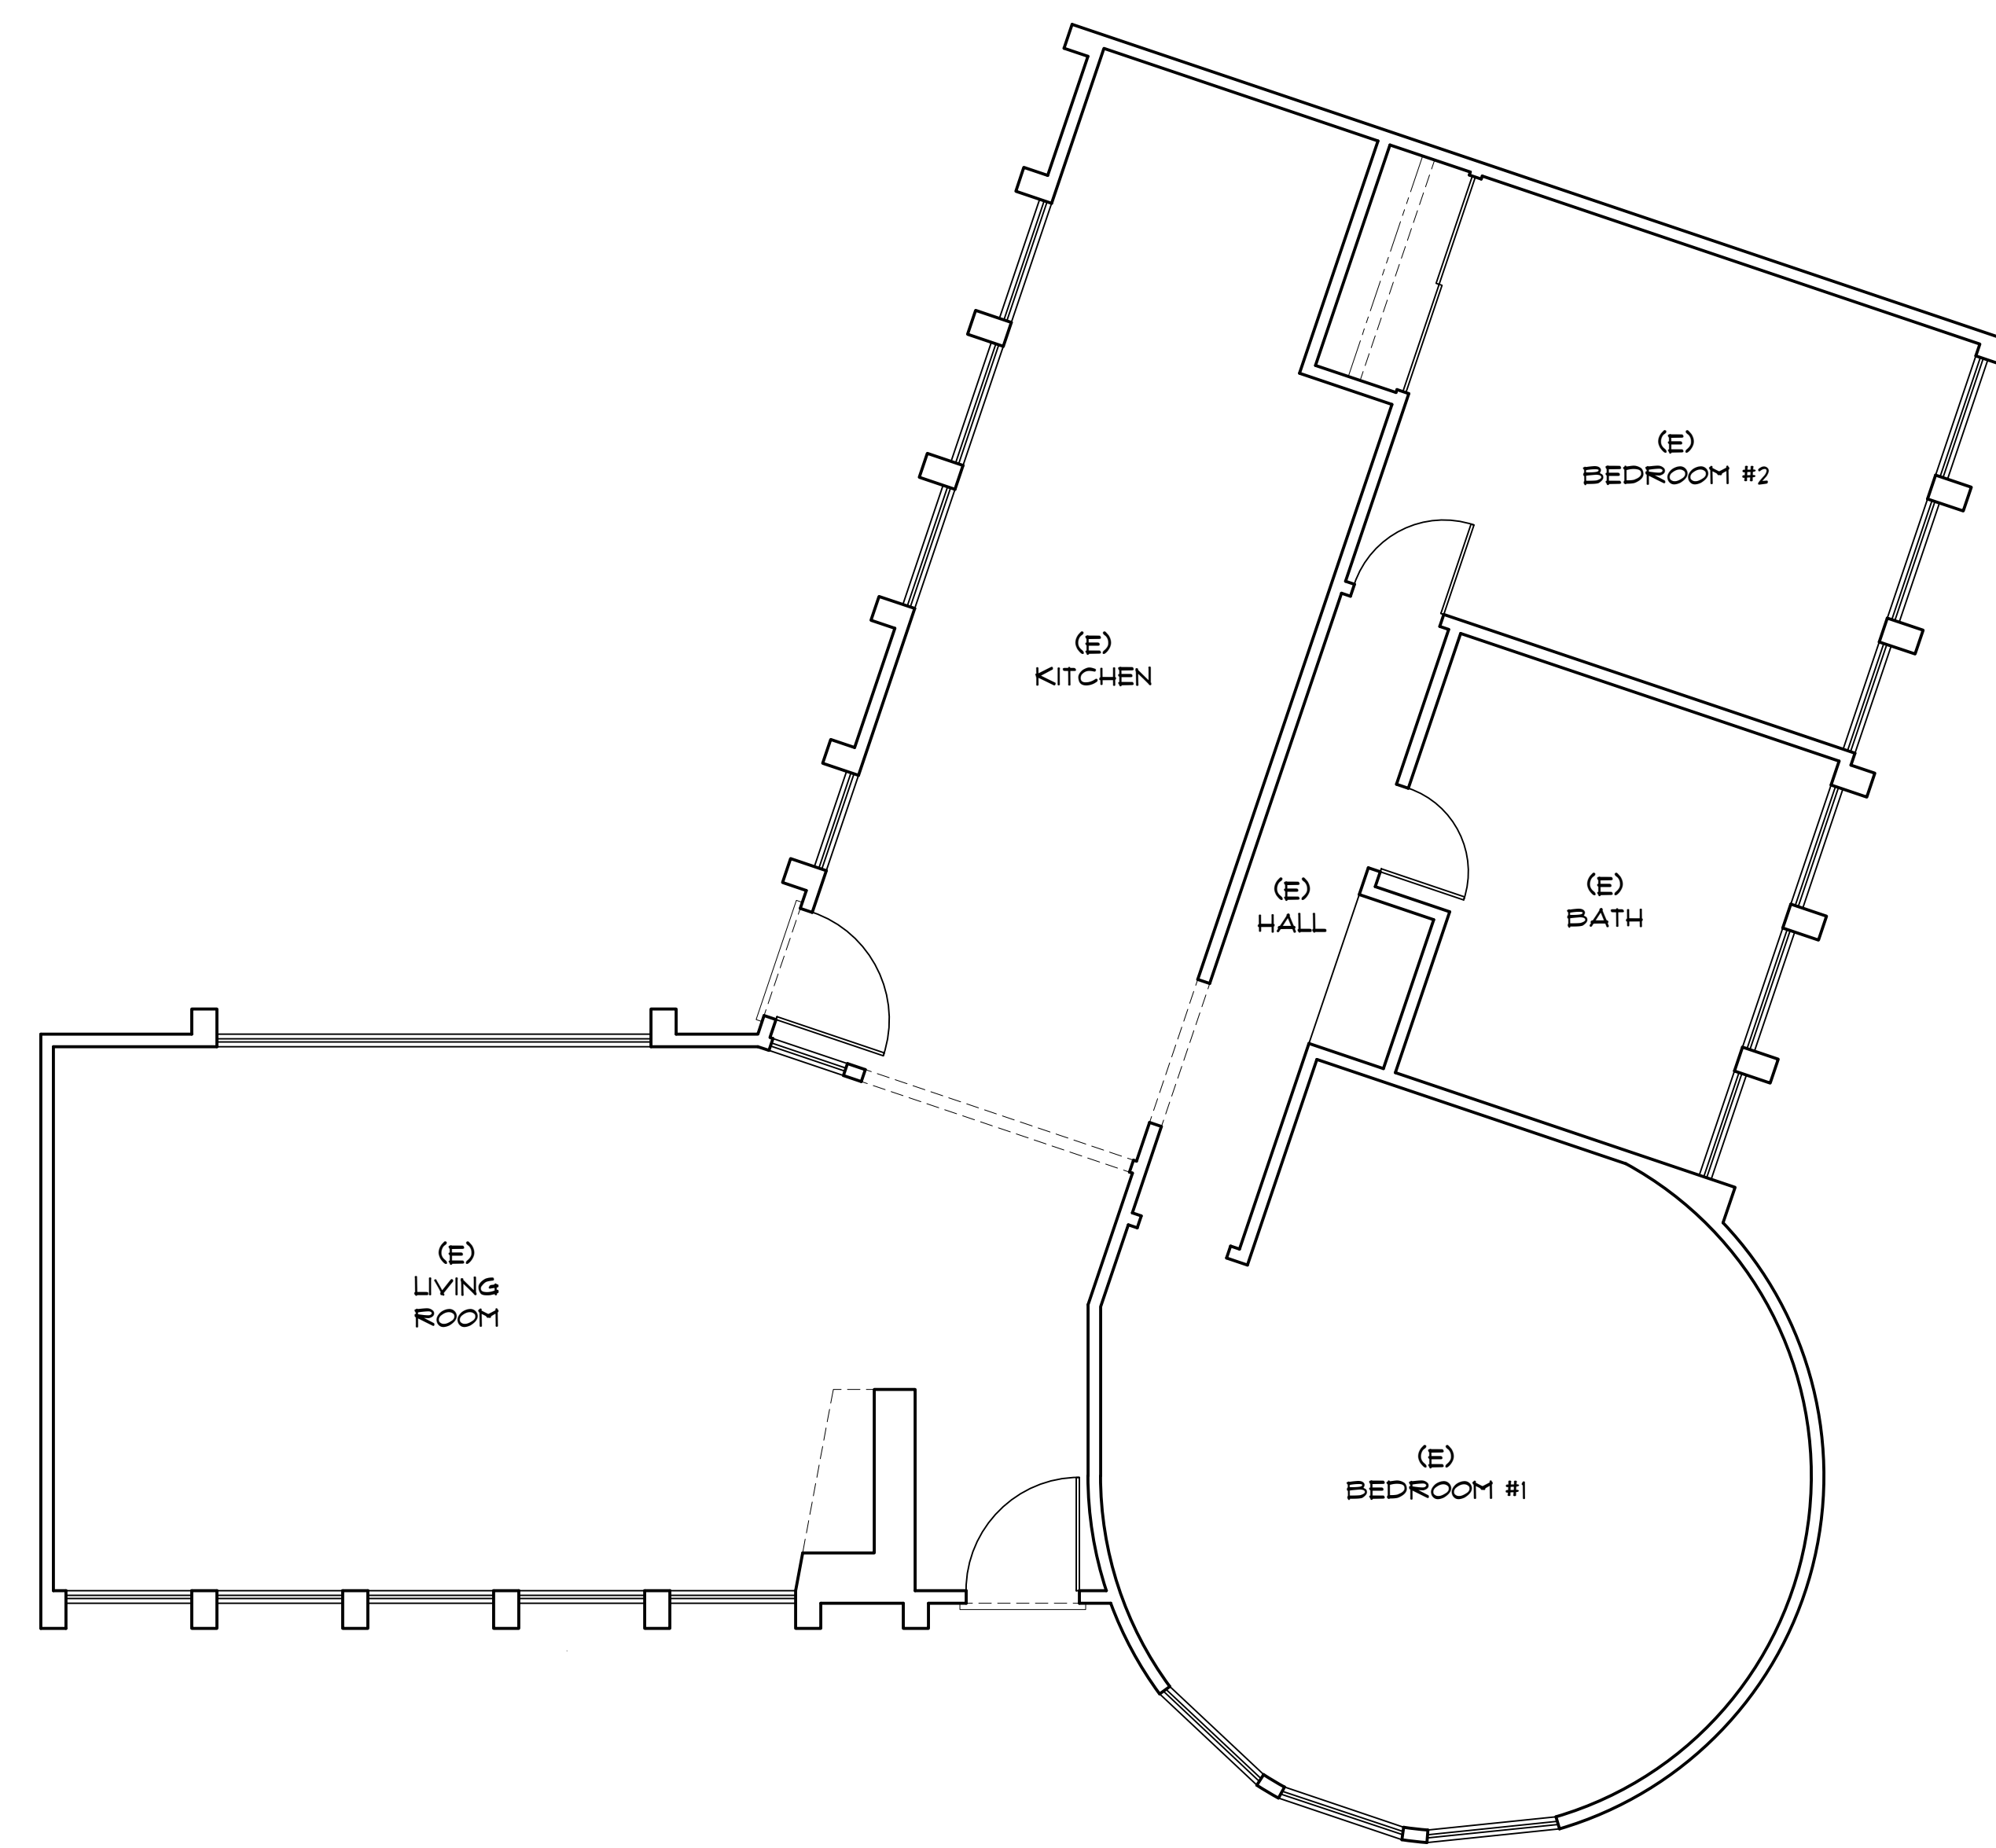 (E)
BEDROOM #2
(E)
KITCHEN
(E)
HALL
(E)
BATH
(E)
LIVING
ROOM
(E)
BEDROOM #1